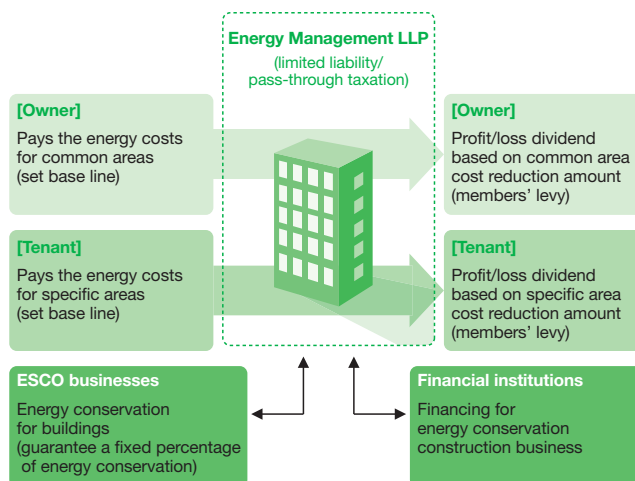 Energy Management LLP
(limited liability/
pass-through taxation)
[Owner]
Pays the energy costs
for common areas
(set base line)
[Owner]
Profit/loss dividend
based on common area
cost reduction amount
(members’ levy)
[Tenant]
Pays the energy costs
for specific areas
(set base line)
[Tenant]
Profit/loss dividend
based on specific area
cost reduction amount
(members’ levy)
ESCO businesses
Energy conservation
for buildings
(guarantee a fixed percentage
of energy conservation)
Financial institutions
Financing for
energy conservation
construction business